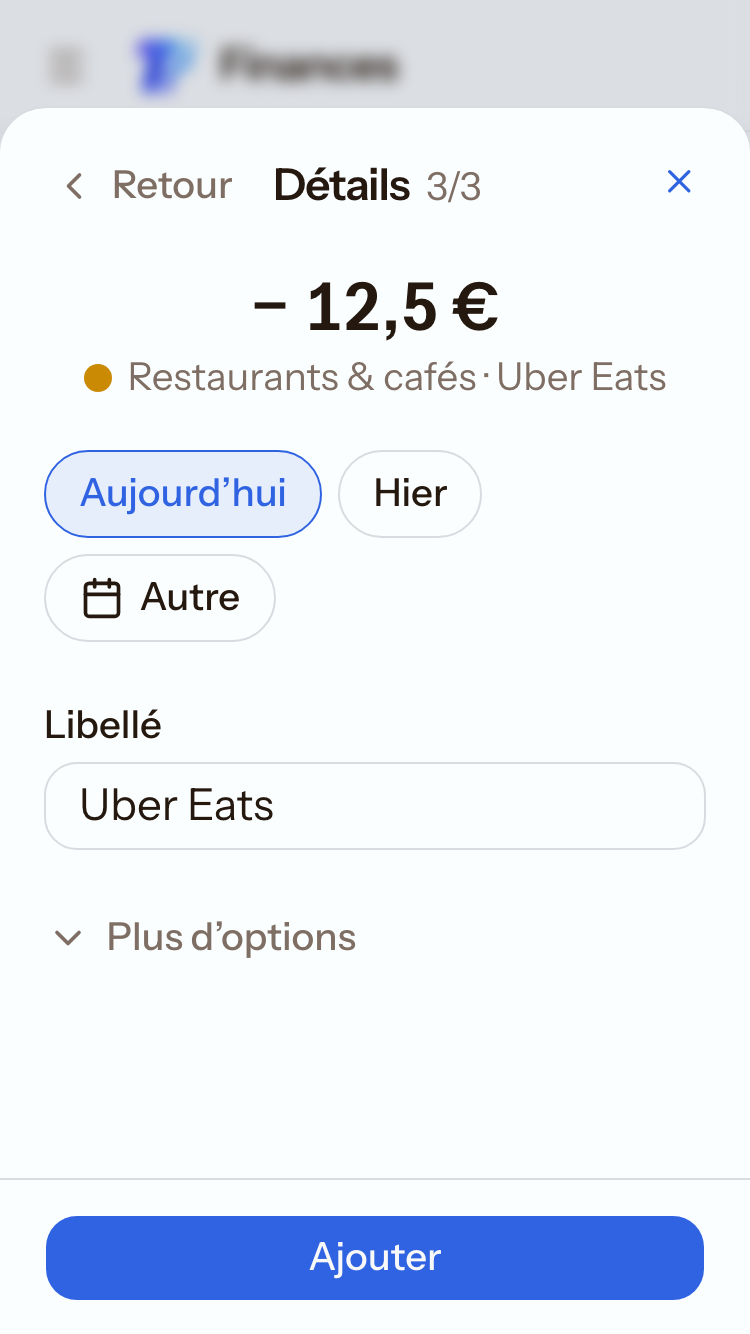 Finances
Retour Détails 3/3
− 12,5 €
Restaurants & cafés · Uber Eats
Aujourd’hui Hier
Autre
Libellé
Uber Eats
Plus d’options
Ajouter